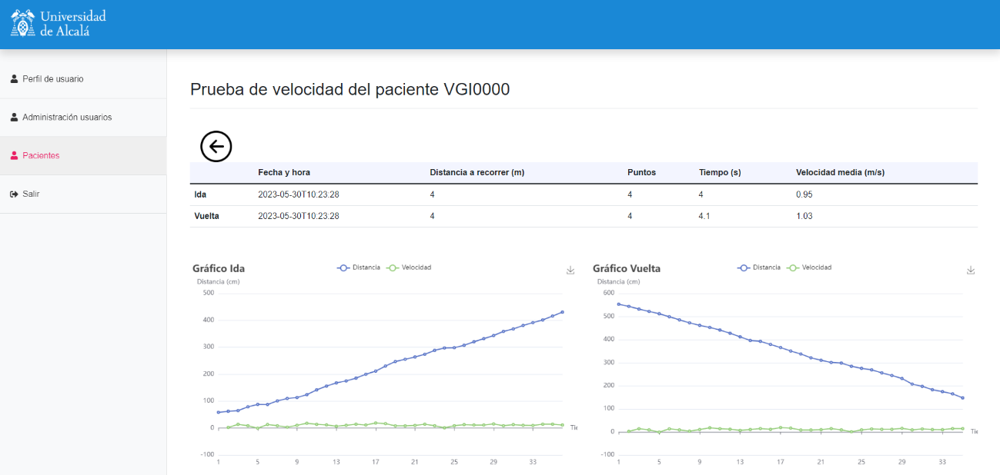 Universidad
de Alcalá
Perfil de usuario
Administración usuarios
Pacientes
Salir
Prueba de velocidad del paciente VGI0000
Fecha y hora Distancia a recorrer (m) Puntos Tiempo (s) Velocidad media (m/s)
Ida 2023-05-30T10:23:28 4 4 4 0.95
Vuelta 2023-05-30T10:23:28 4 4 4.1 1.03
Gráfico Ida
Distancia Velocidad
Distancia (cm)
500
400
300
200
100
0
-100
1 5 9 13 17 21 25 29 33
Tie
Gráfico Vuelta
Distancia Velocidad
Distancia (cm)
600
500
400
300
200
100
0
-100
1 5 9 13 17 21 25 29 33
Tie